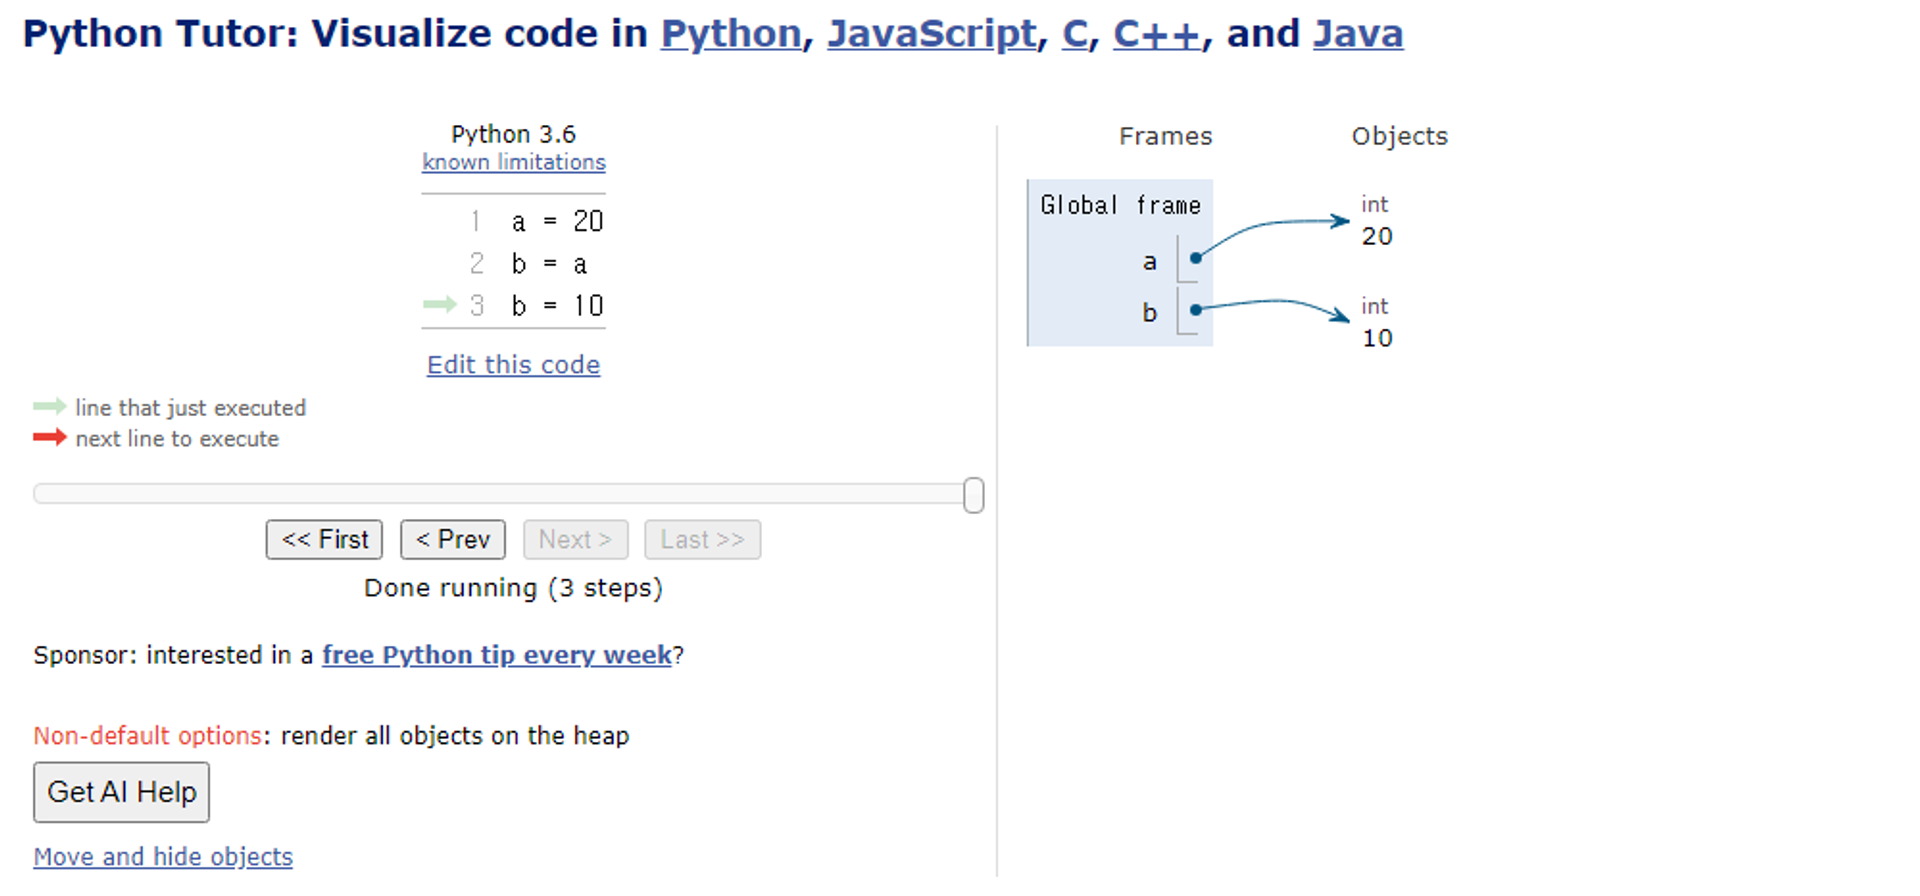 Python Tutor: Visualize code in Python, JavaScript, C, C++, and Java
Python 3.6
known limitations
1 a = 20
2 b = a
3 b = 10
Edit this code
line that just executed
next line to execute
<< First < Prev Next > Last >>
Done running (3 steps)
Sponsor: interested in a free Python tip every week?
Non-default options: render all objects on the heap
Get AI Help
Move and hide objects
Frames Objects
Global frame
a
b
int
20
int
10